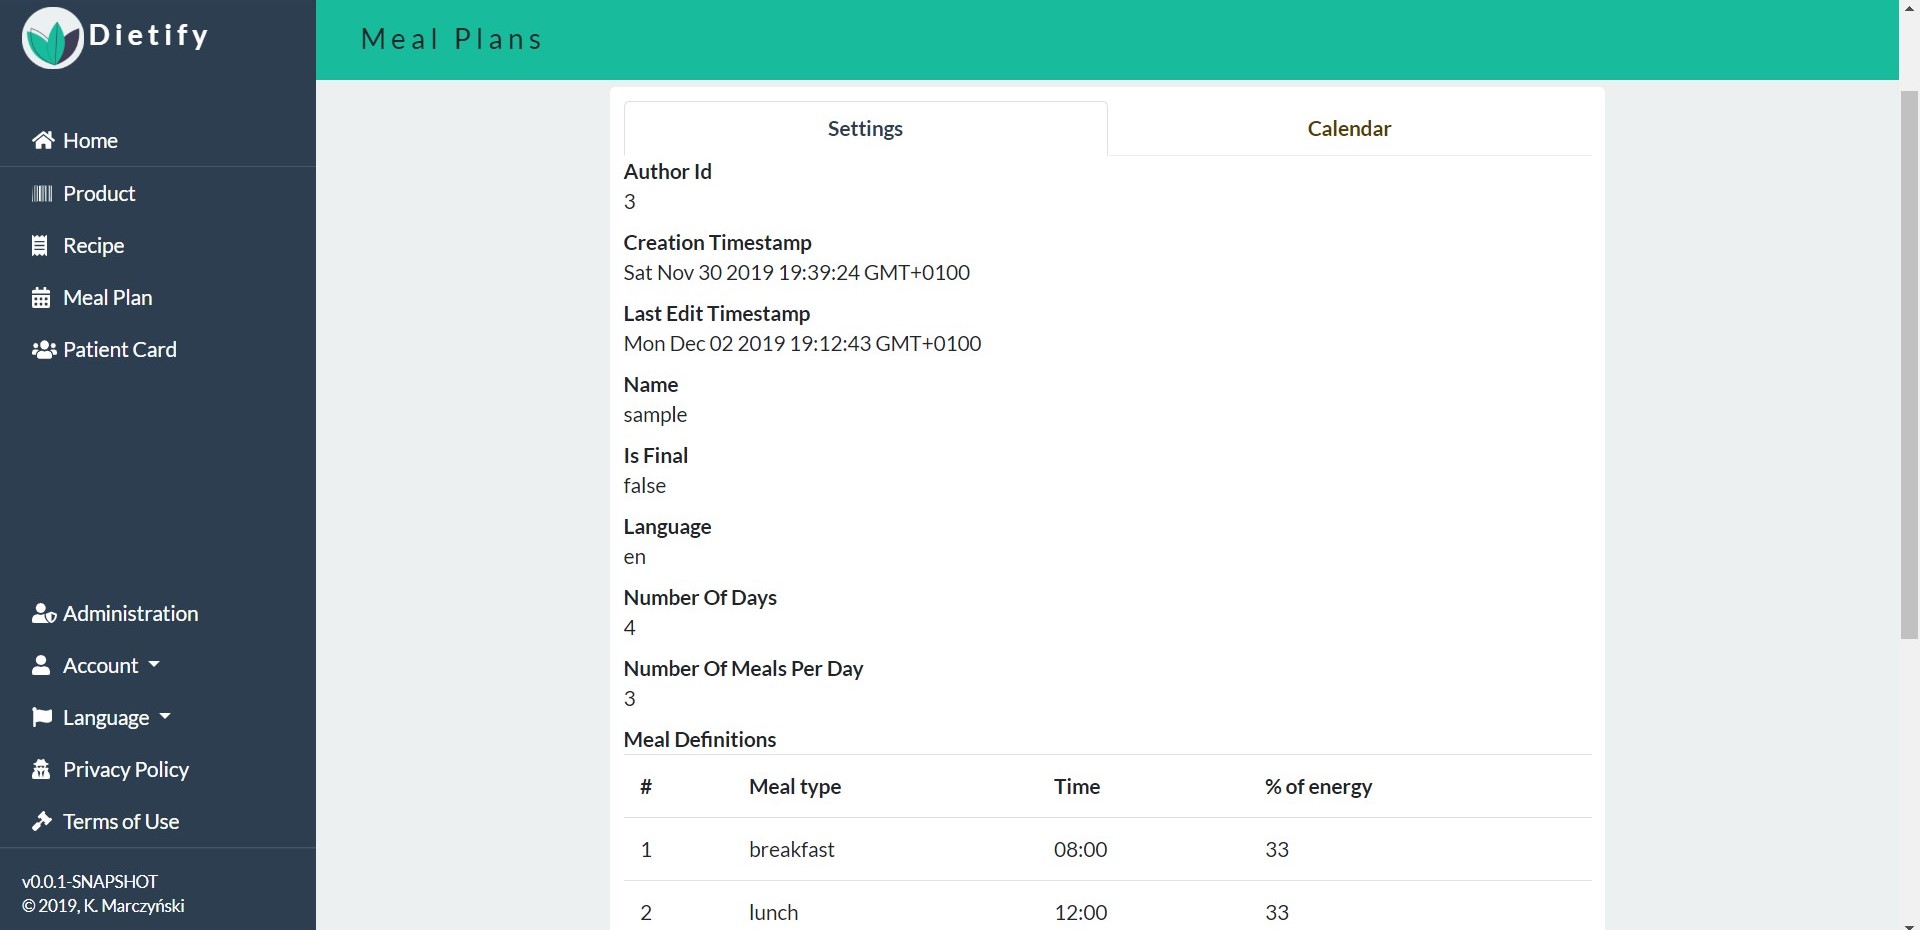 Dietify
Meal Plans
Home
Product
Recipe
Meal Plan
Patient Card
Administration
Account
Language
Privacy Policy
Terms of Use
v0.0.1-SNAPSHOT
© 2019, K. Marczyński
Settings Calendar
Author Id
3
Creation Timestamp
Sat Nov 30 2019 19:39:24 GMT+0100
Last Edit Timestamp
Mon Dec 02 2019 19:12:43 GMT+0100
Name
sample
Is Final
false
Language
en
Number Of Days
4
Number Of Meals Per Day
3
Meal Definitions
# Meal type Time % of energy
1 breakfast 08:00 33
2 lunch 12:00 33